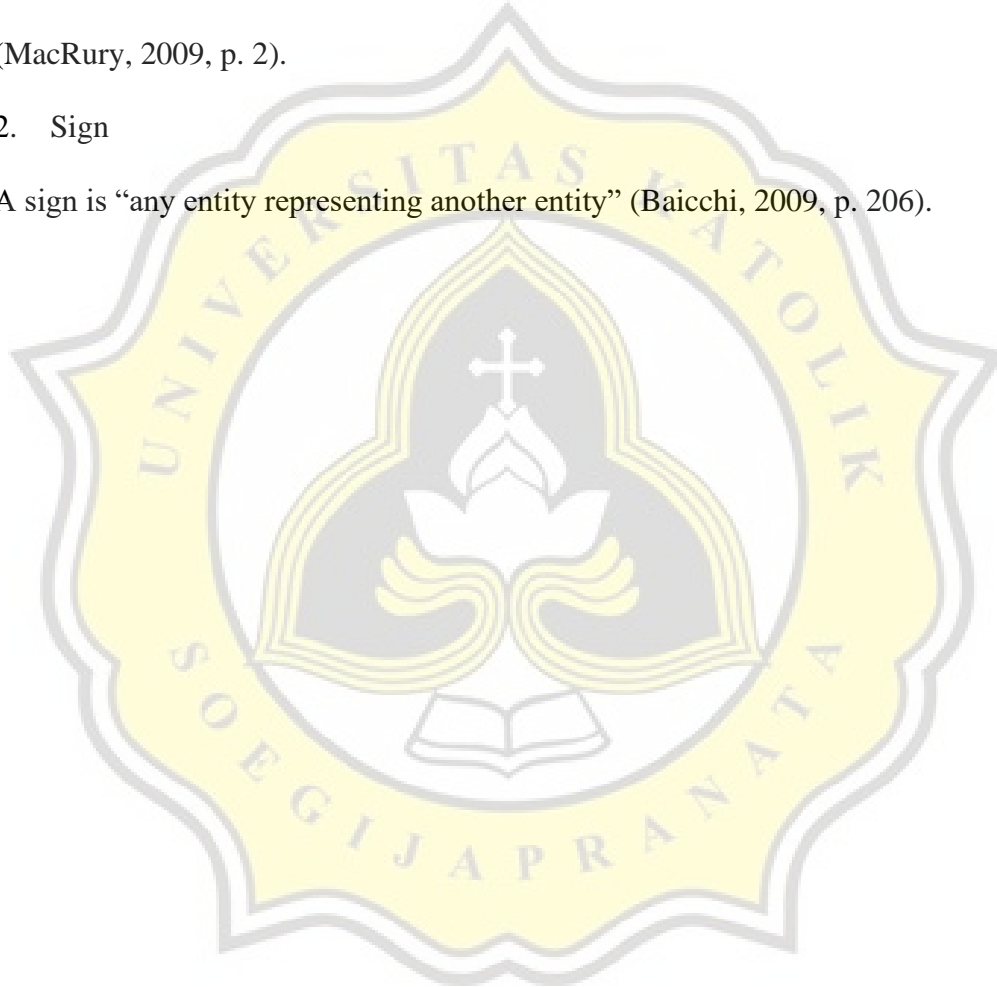 (MacRury, 2009, p. 2).
2. Sign
A sign is “any entity representing another entity” (Baicchi, 2009, p. 206).
UNIVERSITAS KATOLIK
SOEGIJAPRANATA